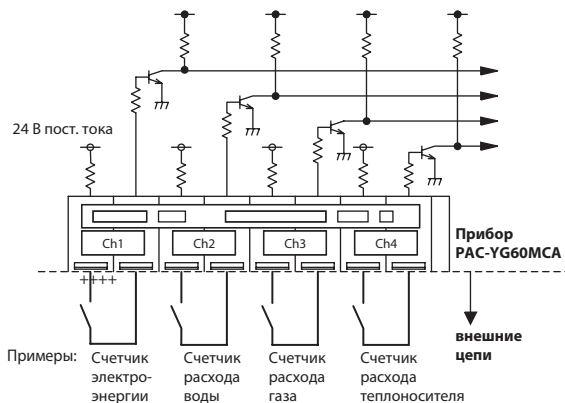 24 В пост. тока
Ch1 Ch2 Ch3 Ch4
Прибор
PAC-YG60MCA
++++
внешние
цепи
Примеры:
Счетчик
электро-
энергии
Счетчик
расхода
воды
Счетчик
расхода
газа
Счетчик
расхода
теплоносителя